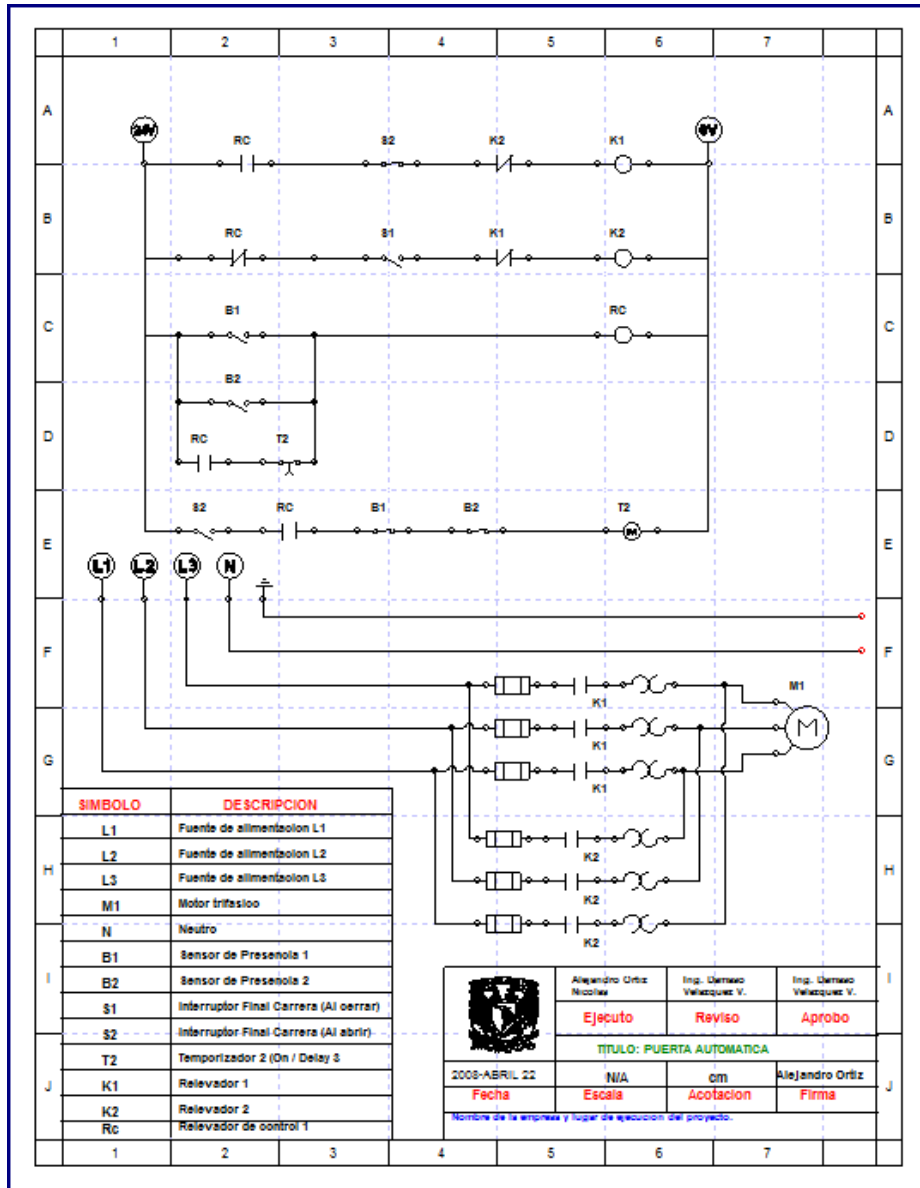 1 2 3 4 5 6 7
A A
24V 0V
RC S2 K2 K1
B B
RC S1 K1 K2
C C
B1 RC
B2
D D
RC T2
S2 RC B1 B2 T2
M
E E
L1 L2 L3 N
F F
M1
K1
M
K1
G G
K1
SIMBOLO DESCRIPCION
L1 Fuente de alimentacion L1
L2 Fuente de alimentacion L2
L3 Fuente de alimentacion L3
M1 Motor trifasico
N Neutro
B1 Sensor de Presencia 1
B2 Sensor de Presencia 2
S1 Interruptor Final Carrera (Al cerrar)
S2 Interruptor Final Carrera (Al abrir)
T2 Temporizador 2 (On / Delay S
K1 Relevador 1
K2 Relevador 2
Rc Relevador de control 1
H H
K2
K2
K2
I I
Alejandro Ortiz Nicolas
Ing. Damaso Velazquez V.
Ing. Damaso Velazquez V.
Ejecuto Reviso Aprobo
TITULO: PUERTA AUTOMATICA
J J
2008-ABRIL 22 N/A cm Alejandro Ortiz
Fecha Escala Acotacion Firma
Nombre de la empresa y lugar de ejecucion del proyecto.
1 2 3 4 5 6 7